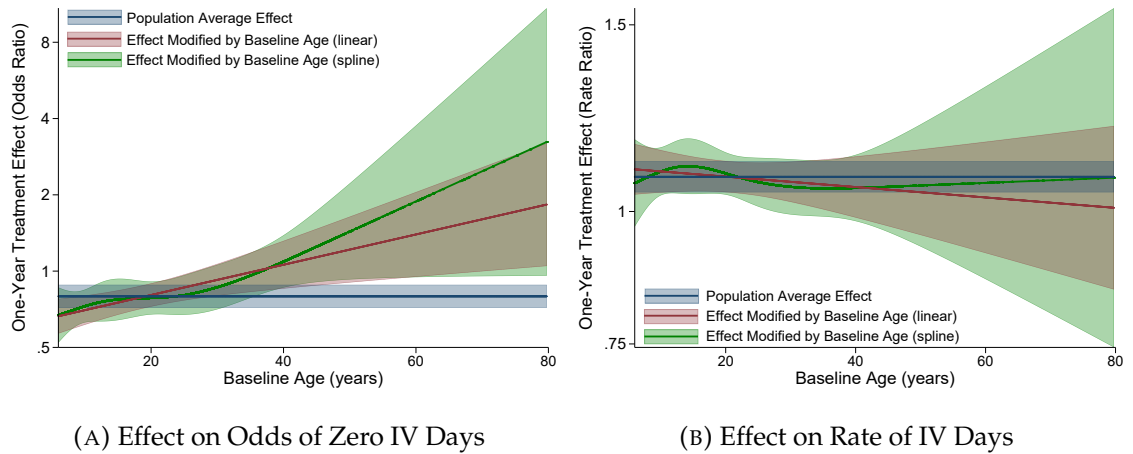 One-Year Treatment Effect (Odds Ratio)
8
4
2
1
.5
Population Average Effect
Effect Modified by Baseline Age (linear)
Effect Modified by Baseline Age (spline)
20
40
60
80
Baseline Age (years)
(A) Effect on Odds of Zero IV Days
One-Year Treatment Effect (Rate Ratio)
1.5
1
.75
Population Average Effect
Effect Modified by Baseline Age (linear)
Effect Modified by Baseline Age (spline)
20
40
60
80
Baseline Age (years)
(B) Effect on Rate of IV Days